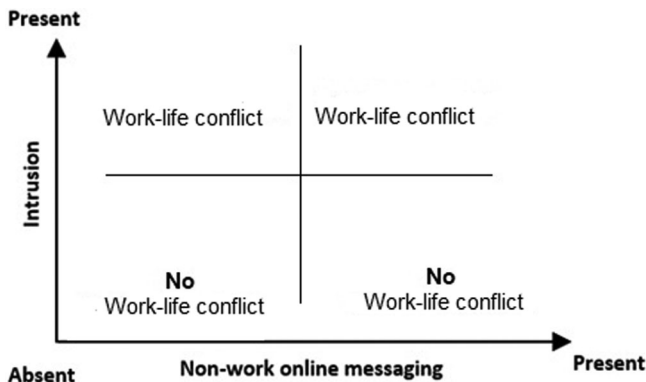 Present
Work-life conflict
Work-life conflict
Intrusion
No
Work-life conflict
No
Work-life conflict
Absent
Non-work online messaging
Present